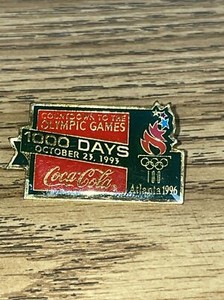 COUNTDOWN TO THE
OLYMPIC GAMES
1000 DAYS
OCTOBER 23, 1993
Coca-Cola
Atlanta 1996